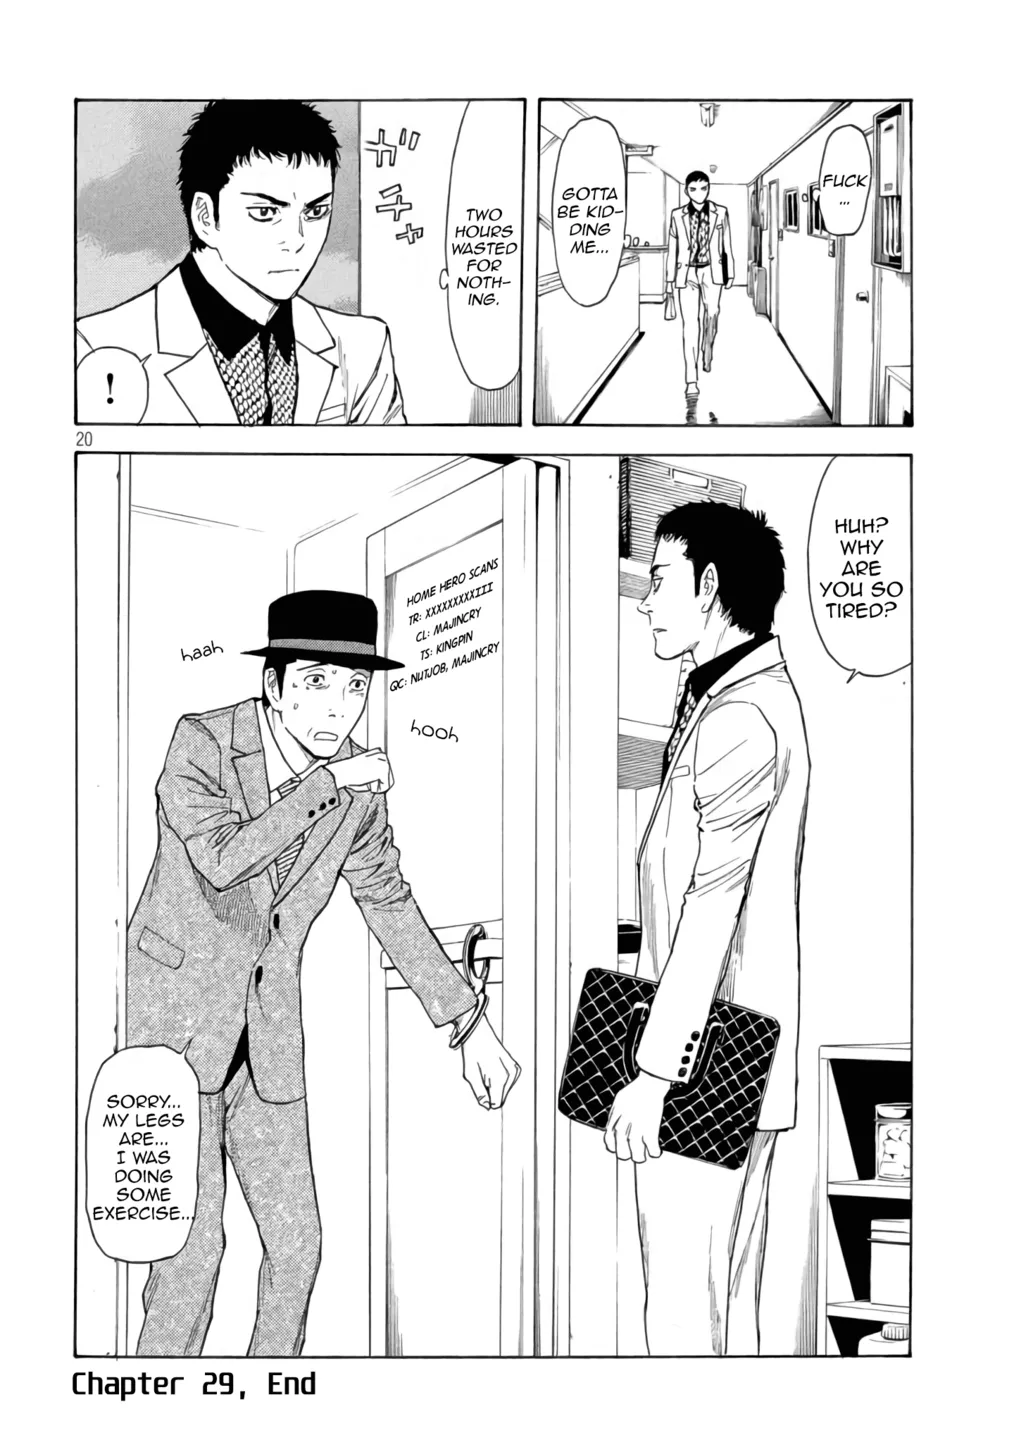 FUCK
...
GOTTA
BE KID-
DING
ME...
TWO
HOURS
WASTED
FOR
NOTH-
ING.
ガ
チャ
!
20
HUH?
WHY
ARE
YOU SO
TIRED?
HOME HERO SCANS
TR: XXXXXXXXXIII
CL: MAJINCRY
TS: KINGPIN
QC: NUTJOB, MAJINCRY
haah
hooh
SORRY...
MY LEGS
ARE...
I WAS
DOING
SOME
EXERCISE...
Chapter 29, End